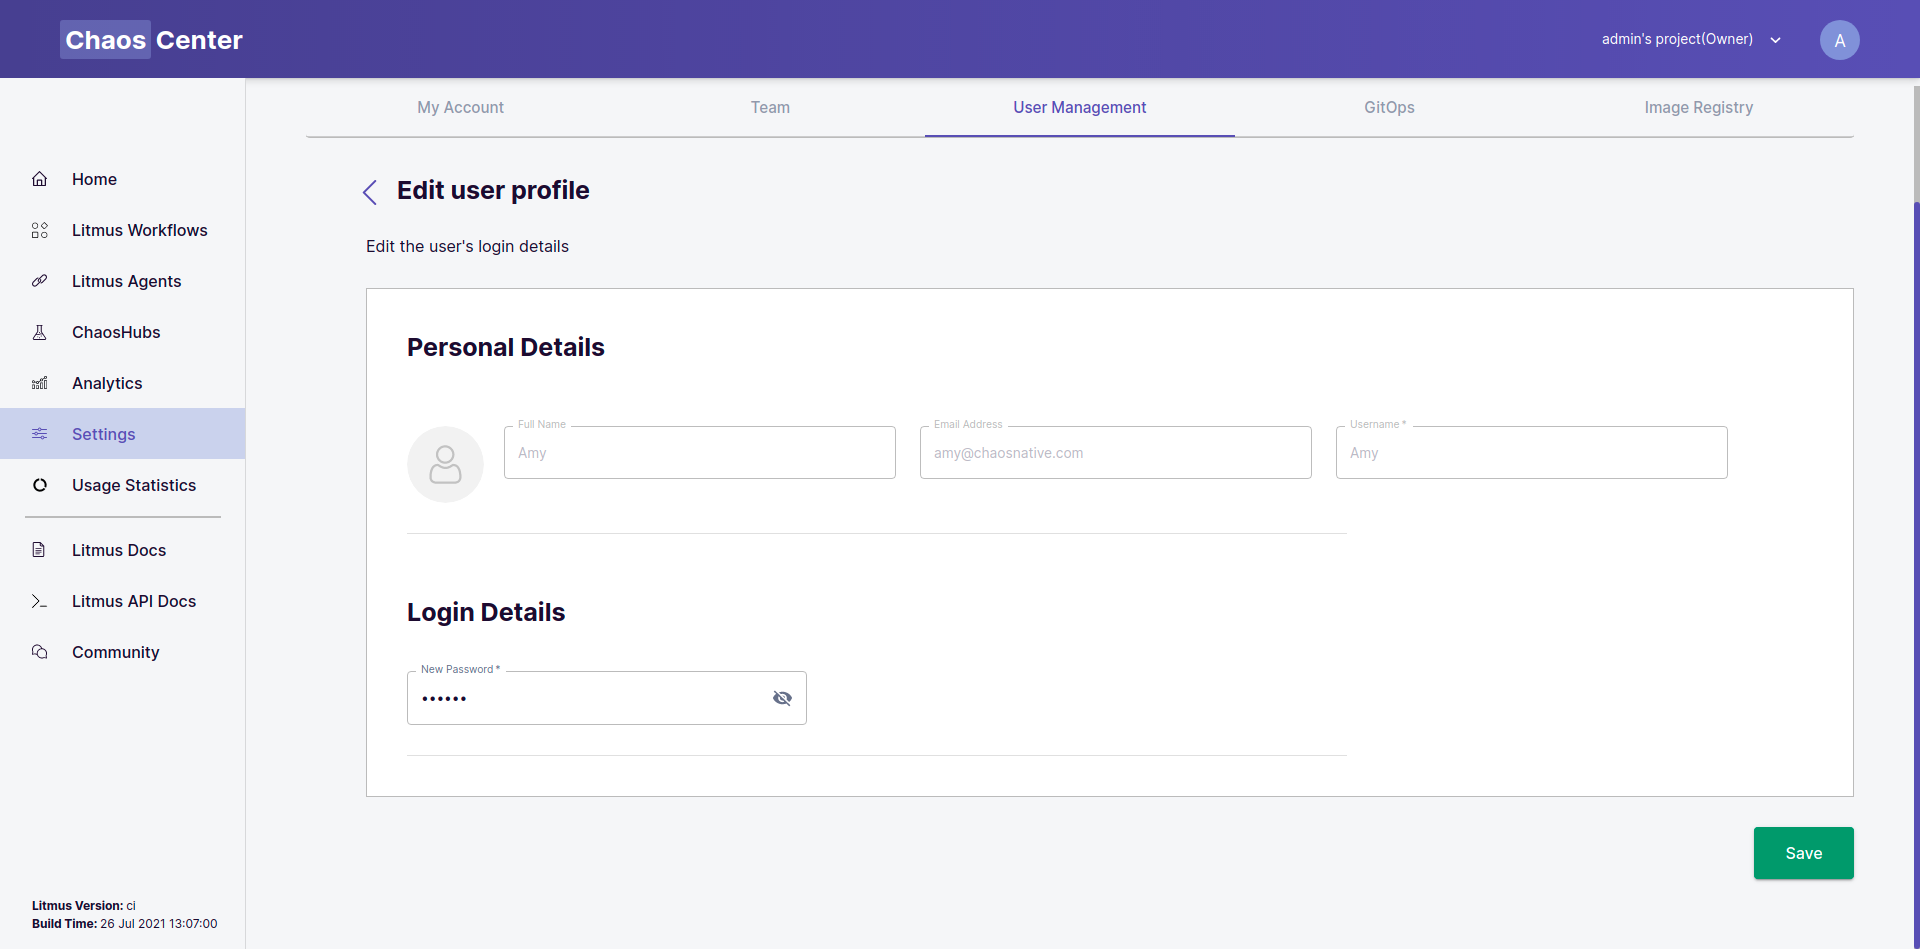 Chaos Center
admin's project(Owner)
A
My Account
Team
User Management
GitOps
Image Registry
Home
Litmus Workflows
Litmus Agents
ChaosHubs
Analytics
Settings
Usage Statistics
Litmus Docs
Litmus API Docs
Community
Litmus Version: ci
Build Time: 26 Jul 2021 13:07:00
Edit user profile
Edit the user's login details
Personal Details
Full Name
Amy
Email Address
amy@chaosnative.com
Username *
Amy
Login Details
New Password *
••••••
Save